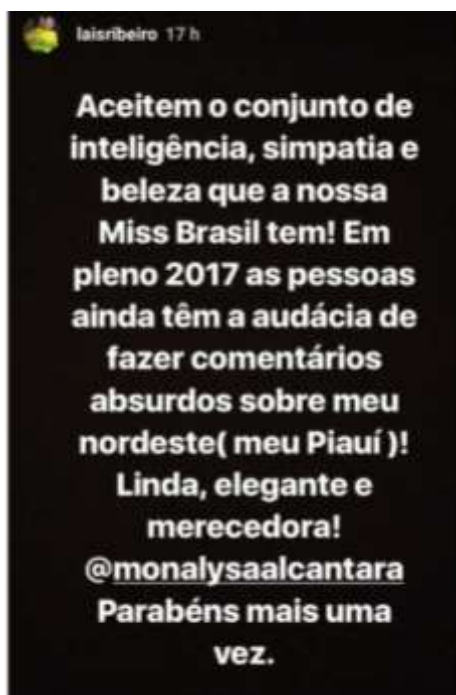 laisribeiro 17 h
Aceitem o conjunto de
inteligência, simpatia e
beleza que a nossa
Miss Brasil tem! Em
pleno 2017 as pessoas
ainda têm a audácia de
fazer comentários
absurdos sobre meu
nordeste( meu Piauí )!
Linda, elegante e
merecedora!
@monalysaalcantara
Parabéns mais uma
vez.